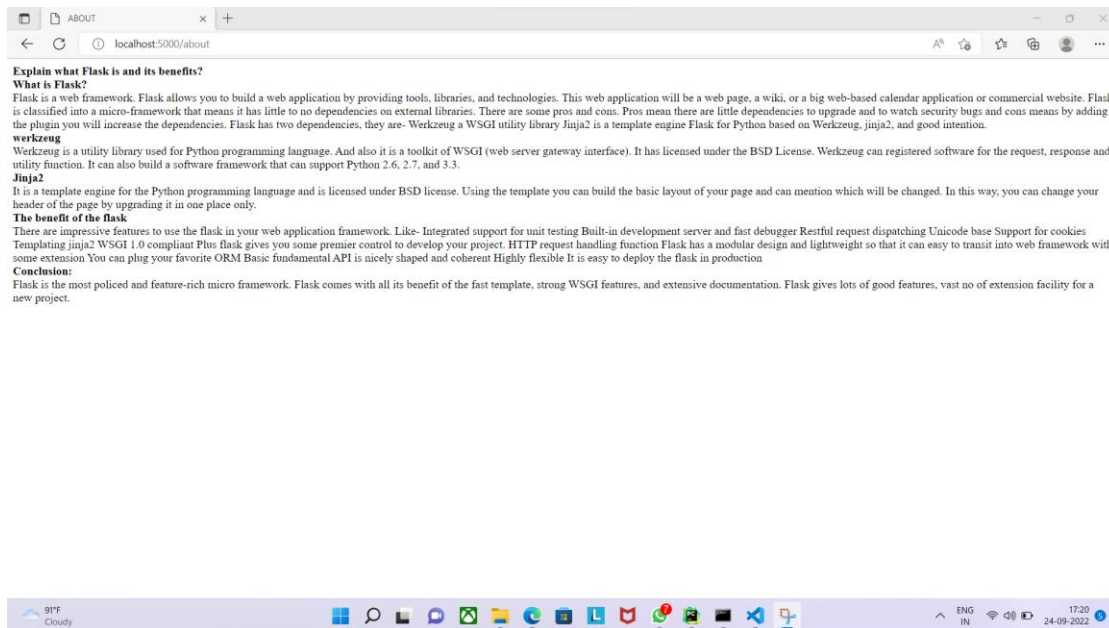 ABOUT
localhost:5000/about
Explain what Flask is and its benefits?
What is Flask?
Flask is a web framework. Flask allows you to build a web application by providing tools, libraries, and technologies. This web application will be a web page, a wiki, or a big web-based calendar application or commercial website. Flask
is classified into a micro-framework that means it has little to no dependencies on external libraries. There are some pros and cons. Pros mean there are little dependencies to upgrade and to watch security bugs and cons means by adding
the plugin you will increase the dependencies. Flask has two dependencies, they are- Werkzeug a WSGI utility library Jinja2 is a template engine Flask for Python based on Werkzeug, jinja2, and good intention.
werkzeug
Werkzeug is a utility library used for Python programming language. And also it is a toolkit of WSGI (web server gateway interface). It has licensed under the BSD License. Werkzeug can registered software for the request, response and
utility function. It can also build a software framework that can support Python 2.6, 2.7, and 3.3.
Jinja2
It is a template engine for the Python programming language and is licensed under BSD license. Using the template you can build the basic layout of your page and can mention which will be changed. In this way, you can change your
header of the page by upgrading it in one place only.
The benefit of the flask
There are impressive features to use the flask in your web application framework. Like- Integrated support for unit testing Built-in development server and fast debugger Restful request dispatching Unicode base Support for cookies
Templating jinja2 WSGI 1.0 compliant Plus flask gives you some premier control to develop your project. HTTP request handling function Flask has a modular design and lightweight so that it can easy to transit into web framework with
some extension You can plug your favorite ORM Basic fundamental API is nicely shaped and coherent Highly flexible It is easy to deploy the flask in production
Conclusion:
Flask is the most policed and feature-rich micro framework. Flask comes with all its benefit of the fast template, strong WSGI features, and extensive documentation. Flask gives lots of good features, vast no of extension facility for a
new project.
91°F
Cloudy
7
ENG
IN
17:20
24-09-2022
5